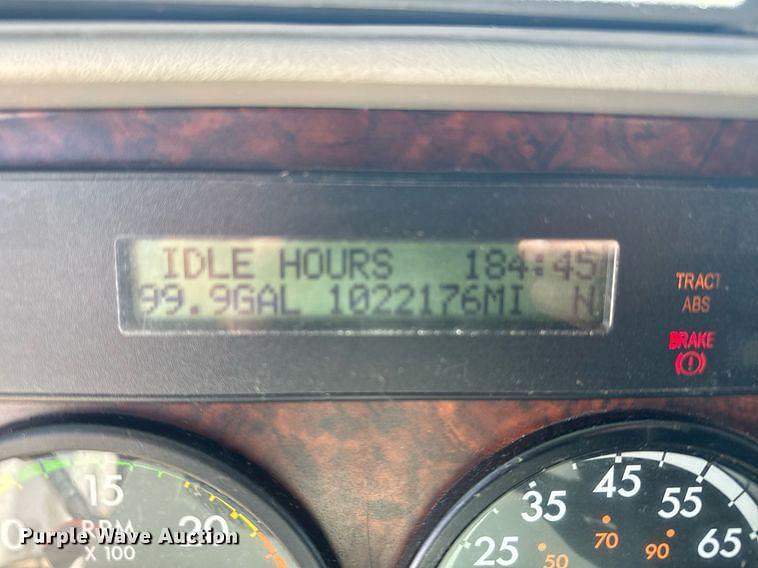 IDLE HOURS 184:45
99.9GAL 1022176MI N
TRACT
ABS
BRAKE
15
20
RPM
X 100
25
35
45
55
65
50
70
90
Purple Wave Auction